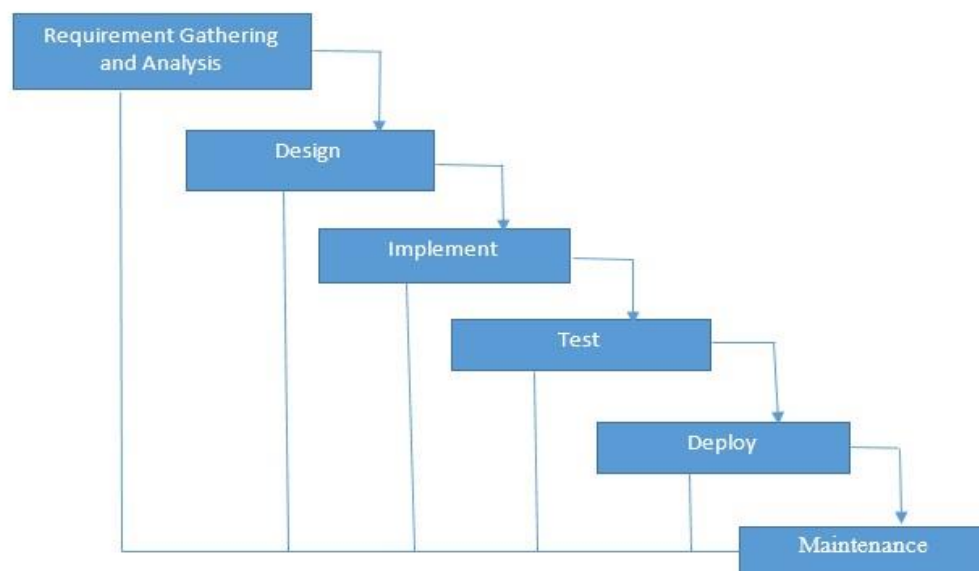 Requirement Gathering
and Analysis
Design
Implement
Test
Deploy
Maintenance